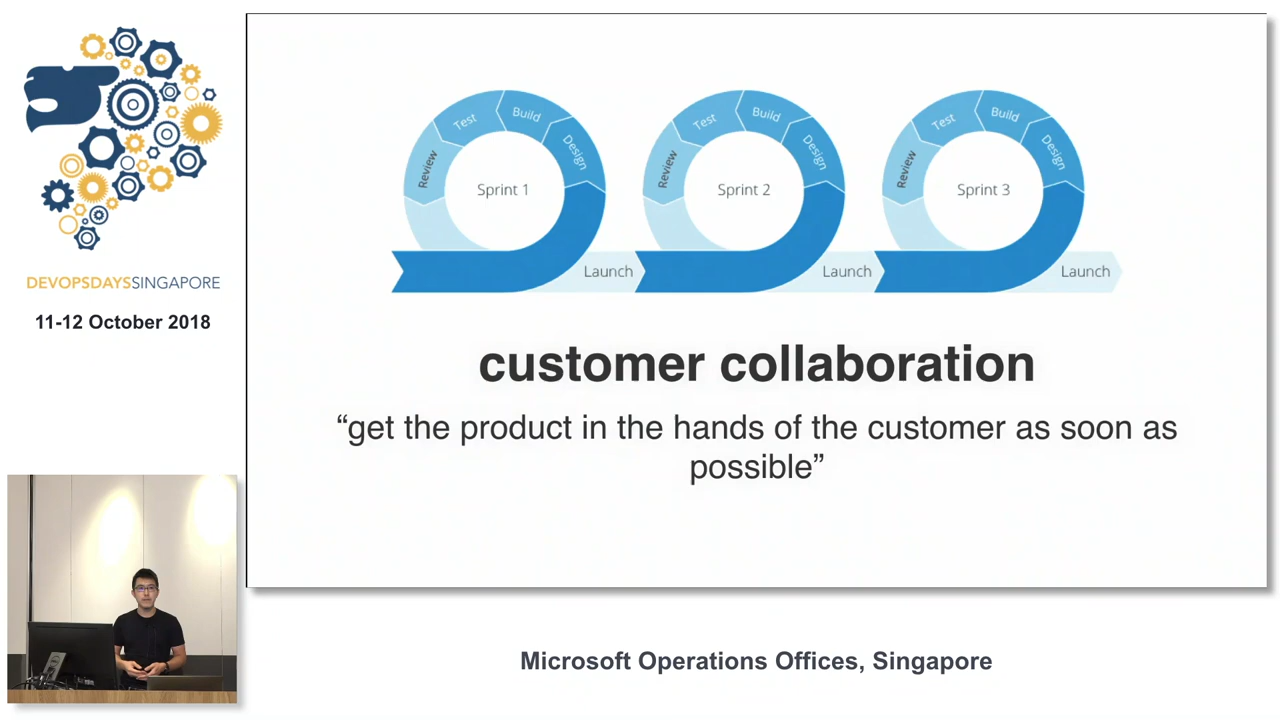 DEVOPSDAYSSINGAPORE
11-12 October 2018
Test
Build
Design
Review
Sprint 1
Launch
Test
Build
Design
Review
Sprint 2
Launch
Test
Build
Design
Review
Sprint 3
Launch
customer collaboration
“get the product in the hands of the customer as soon as
possible”
Microsoft Operations Offices, Singapore